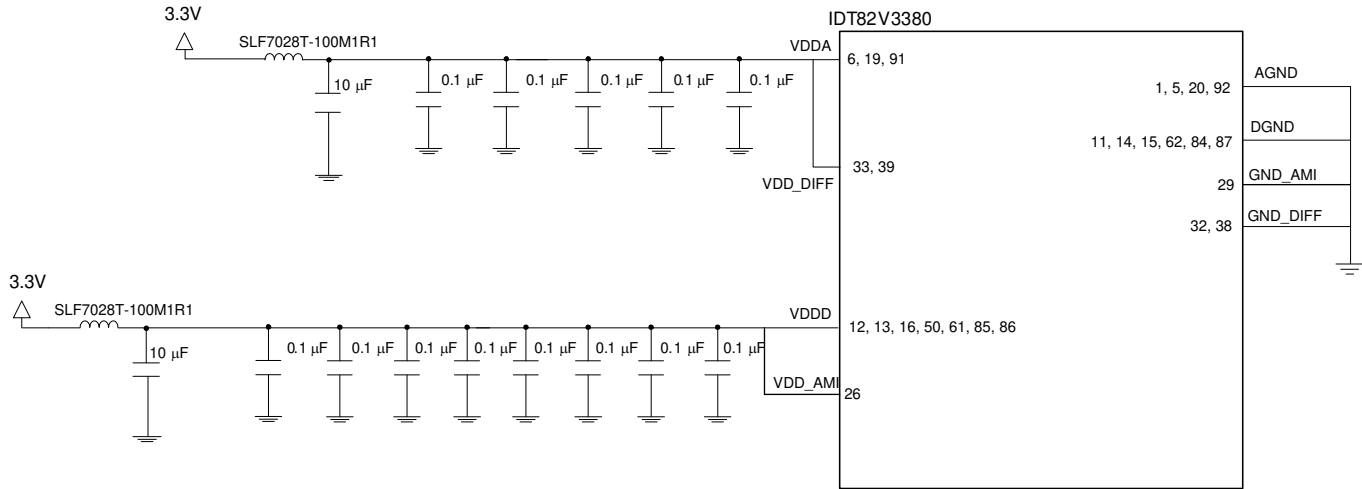 IDT82V3380
3.3V
SLF7028T-100M1R1
10 μF
0.1 μF
0.1 μF
0.1 μF
0.1 μF
0.1 μF
VDDA
6, 19, 91
VDD_DIFF
33, 39
1, 5, 20, 92
AGND
11, 14, 15, 62, 84, 87
DGND
29
GND_AMI
32, 38
GND_DIFF
3.3V
SLF7028T-100M1R1
10 μF
0.1 μF
0.1 μF
0.1 μF
0.1 μF
0.1 μF
0.1 μF
0.1 μF
0.1 μF
VDDD
12, 13, 16, 50, 61, 85, 86
VDD_AMI
26